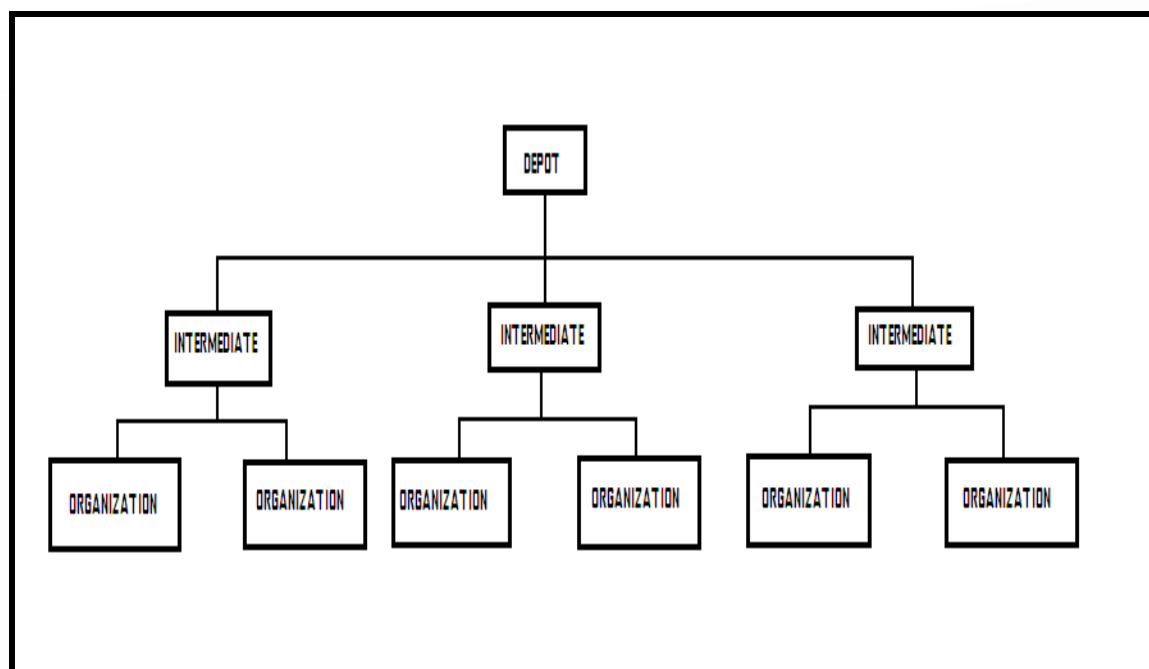 DEPOT
INTERMEDIATE
INTERMEDIATE
INTERMEDIATE
ORGANIZATION
ORGANIZATION
ORGANIZATION
ORGANIZATION
ORGANIZATION
ORGANIZATION